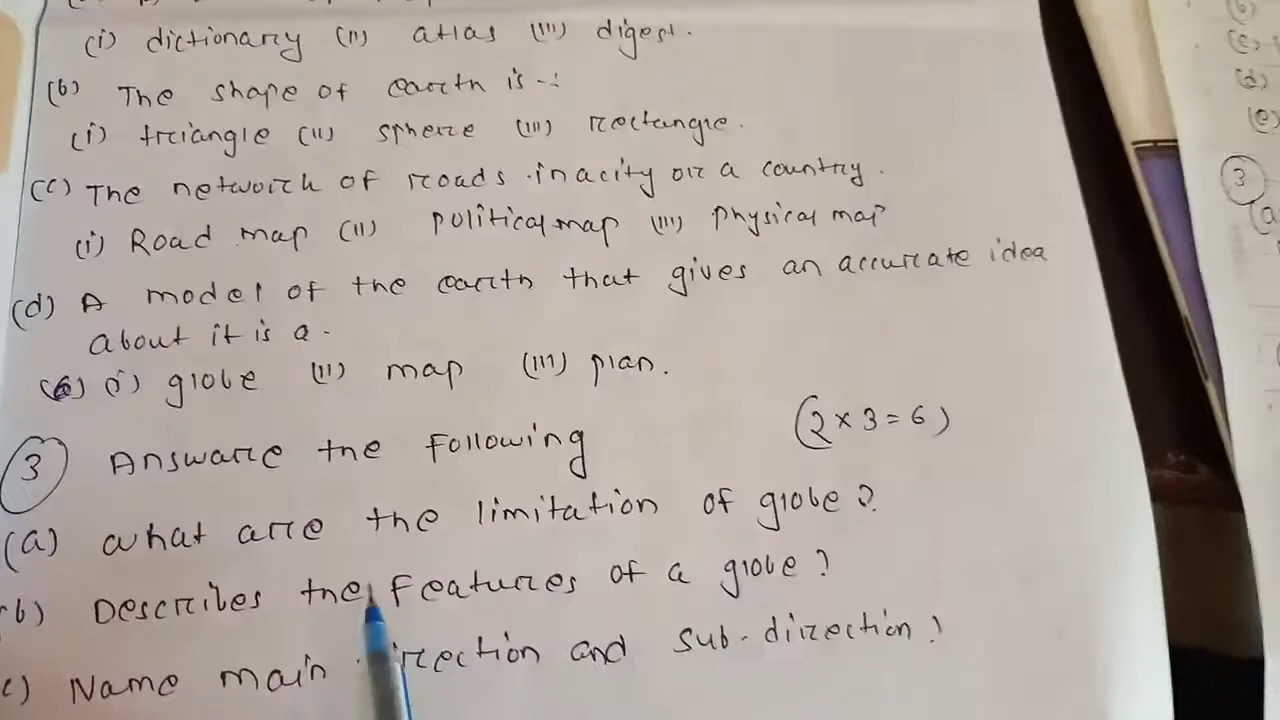 (i) dictionary (ii) atlas (iii) digest.
(b) The shape of earth is -:
(i) triangle (ii) sphere (iii) rectangle.
(c) The network of roads in a city or a country.
(i) Road map (ii) political map (iii) physical map
(d) A model of the earth that gives an accurate idea
about it is a -
(i) globe (ii) map (iii) plan.
3 Answare the following (2 x 3 = 6)
(a) what are the limitation of globe?
b) Describes the features of a globe?
c) Name main direction and sub-direction?
(b)
(c)
(d)
(e)
3
(a